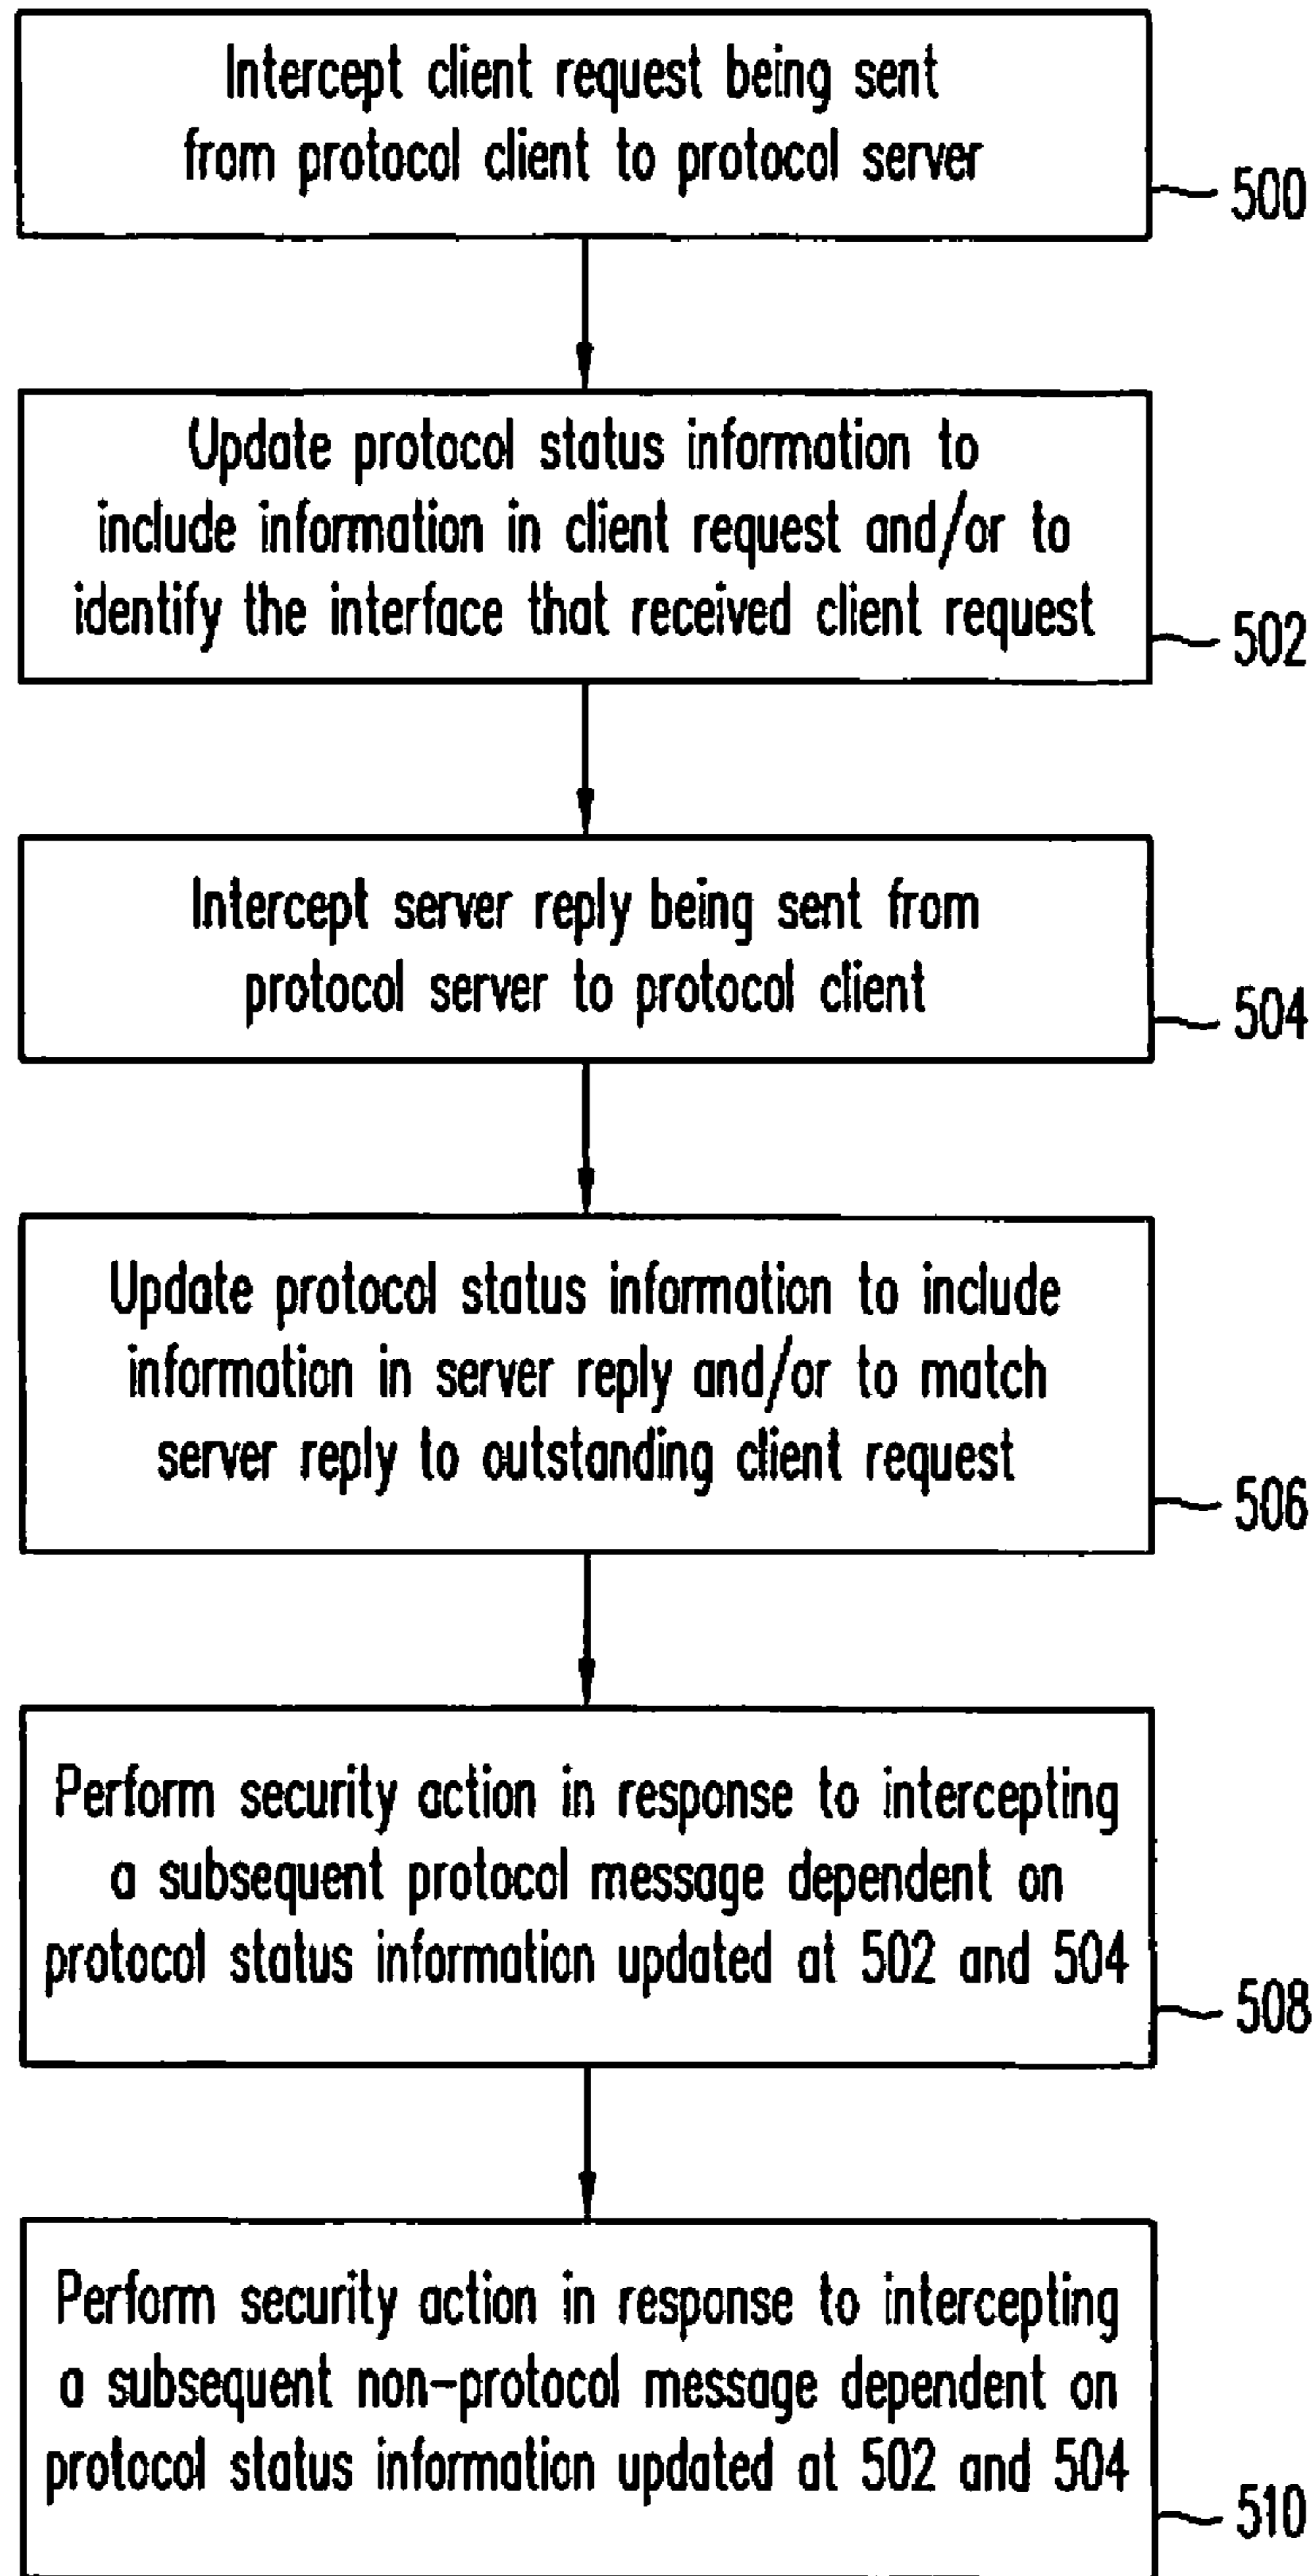 Intercept client request being sent
from protocol client to protocol server
500
Update protocol status information to
include information in client request and/or to
identify the interface that received client request
502
Intercept server reply being sent from
protocol server to protocol client
504
Update protocol status information to include
information in server reply and/or to match
server reply to outstanding client request
506
Perform security action in response to intercepting
a subsequent protocol message dependent on
protocol status information updated at 502 and 504
508
Perform security action in response to intercepting
a subsequent non-protocol message dependent on
protocol status information updated at 502 and 504
510